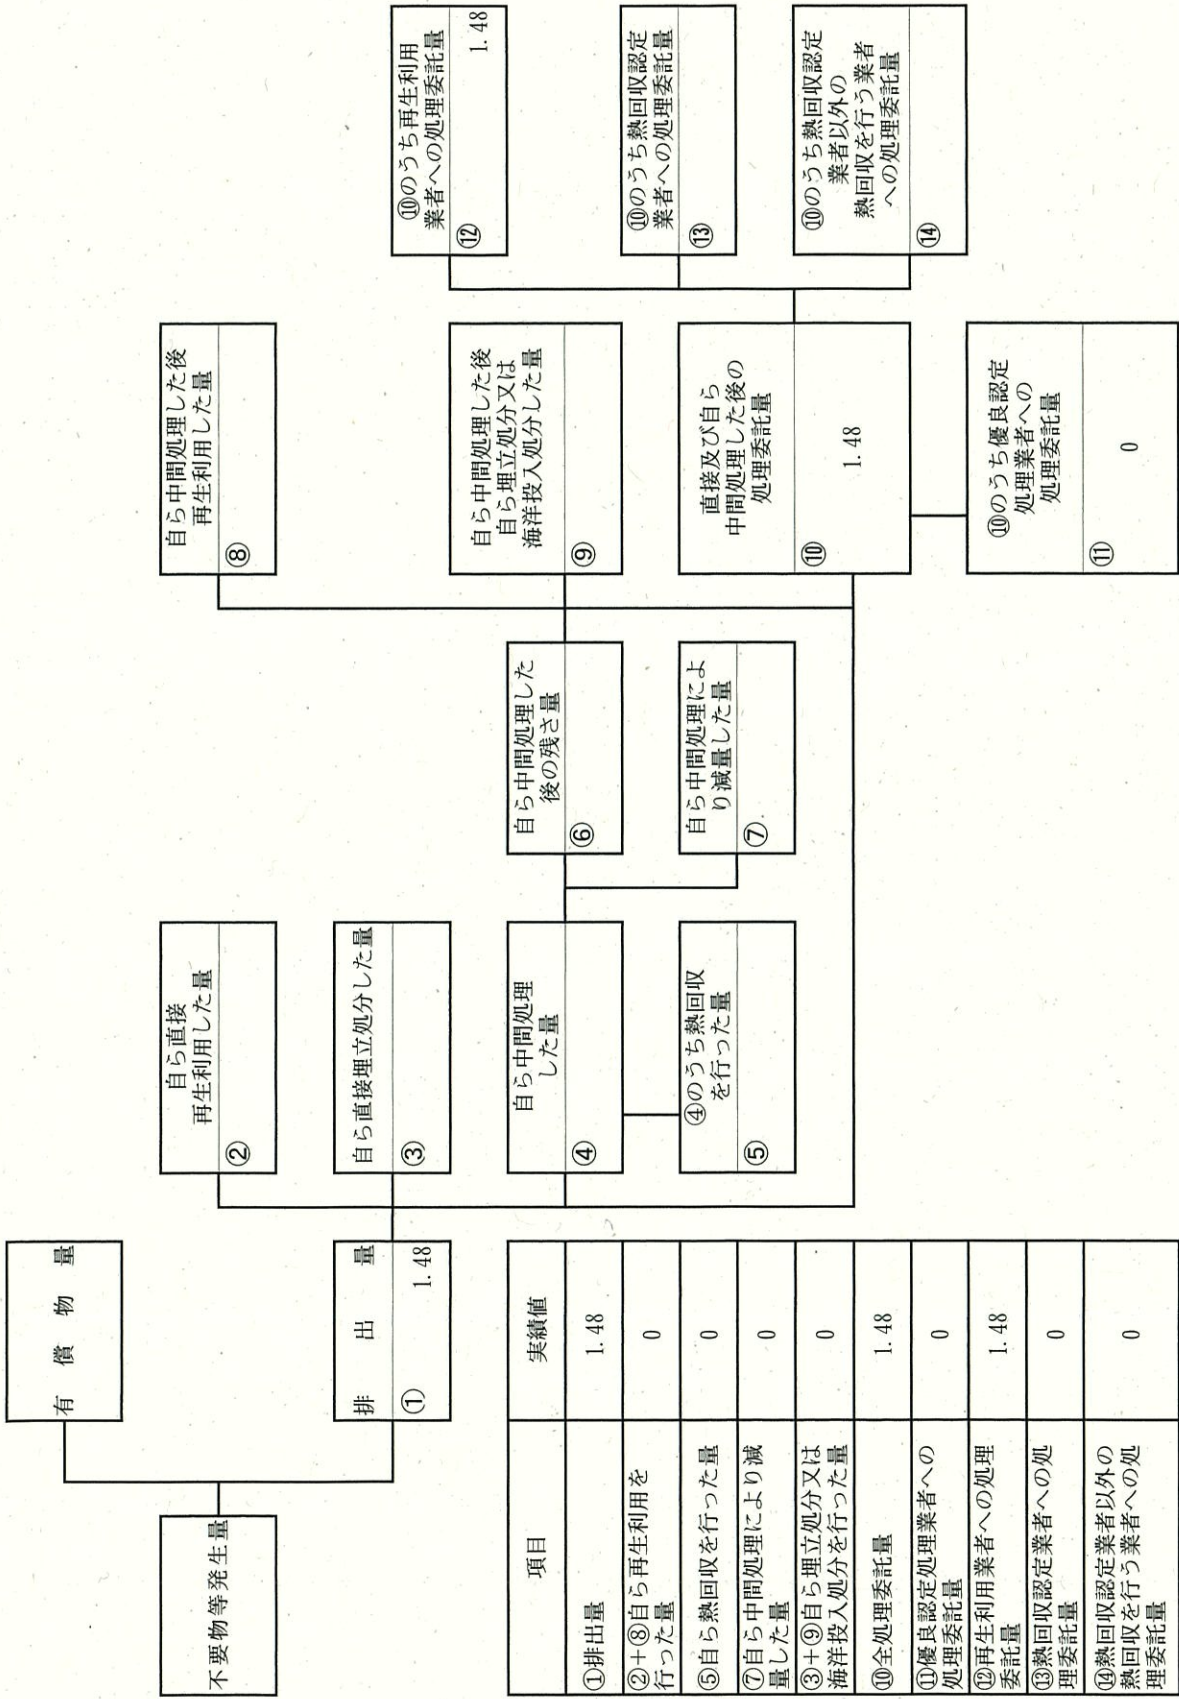 不要物等発生量
有償物量
排出量
① 1.48
自ら直接
再生利用した量
②
自ら直接埋立処分した量
③
自ら中間処理
した量
④
④のうち熱回収
を行った量
⑤
自ら中間処理した
後の残さ量
⑥
自ら中間処理によ
り減量した量
⑦
自ら中間処理した後
再生利用した量
⑧
自ら中間処理した後
自ら埋立処分又は
海洋投入処分した量
⑨
直接及び自ら
中間処理した後の
処理委託量
⑩ 1.48
⑩のうち優良認定
処理業者への
処理委託量
⑪ 0
⑩のうち再生利用
業者への処理委託量
⑫ 1.48
⑩のうち熱回収認定
業者への処理委託量
⑬
⑩のうち熱回収認定
業者以外の
熱回収を行う業者
への処理委託量
⑭
項目 実績値
①排出量 1.48
②+⑧自ら再生利用を
行った量 0
⑤自ら熱回収を行った量 0
⑦自ら中間処理により減
量した量 0
③+⑨自ら埋立処分又は
海洋投入処分を行った量 0
⑩全処理委託量 1.48
⑪優良認定処理業者への
処理委託量 0
⑫再生利用業者への処理
委託量 1.48
⑬熱回収認定業者への処
理委託量 0
⑭熱回収認定業者以外の
熱回収を行う業者への処
理委託量 0